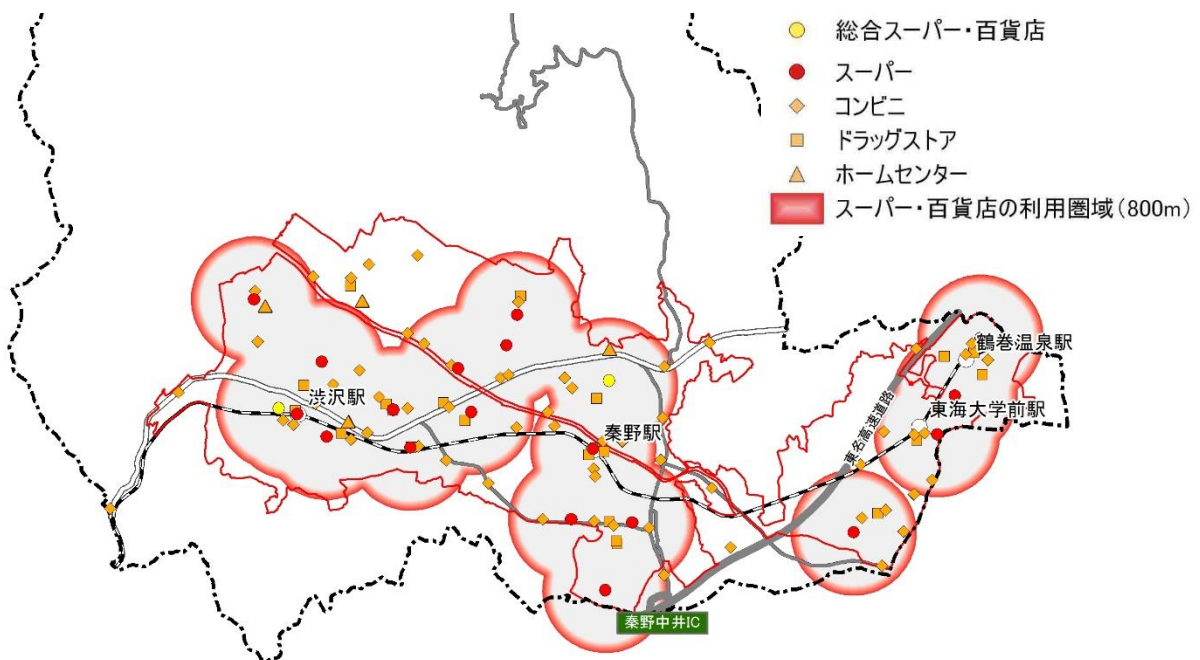 総合スーパー・百貨店
スーパー
コンビニ
ドラッグストア
ホームセンター
スーパー・百貨店の利用圏域（800m）
鶴巻温泉駅
渋沢駅
東海大学前駅
東名高速道路
秦野駅
秦野中井IC